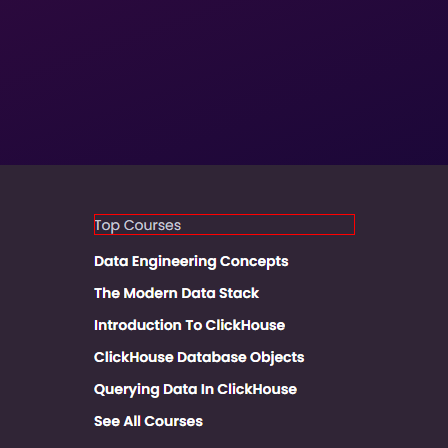 Top Courses
Data Engineering Concepts
The Modern Data Stack
Introduction To ClickHouse
ClickHouse Database Objects
Querying Data In ClickHouse
See All Courses